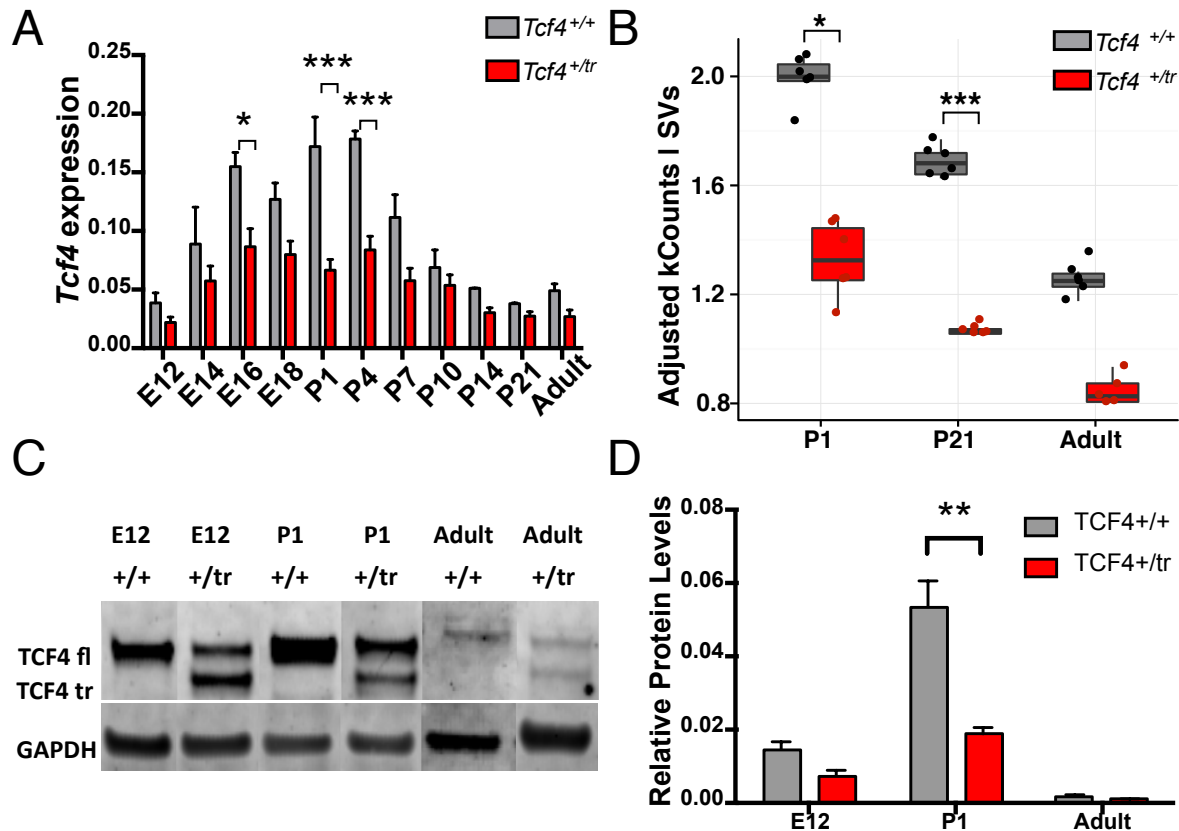 A
Tcf4 +/+
Tcf4 +/tr
Tcf4 expression
0.25
0.20
0.15
0.10
0.05
0.00
*
***
***
E12
E14
E16
E18
P1
P4
P7
P10
P14
P21
Adult
B
Tcf4 +/+
Tcf4 +/tr
Adjusted kCounts I SVs
2.0
1.6
1.2
0.8
*
***
P1
P21
Adult
C
E12 E12 P1 P1 Adult Adult
+/+ +/tr +/+ +/tr +/+ +/tr
TCF4 fl
TCF4 tr
GAPDH
D
TCF4+/+
TCF4+/tr
Relative Protein Levels
0.08
0.06
0.04
0.02
0.00
**
E12
P1
Adult